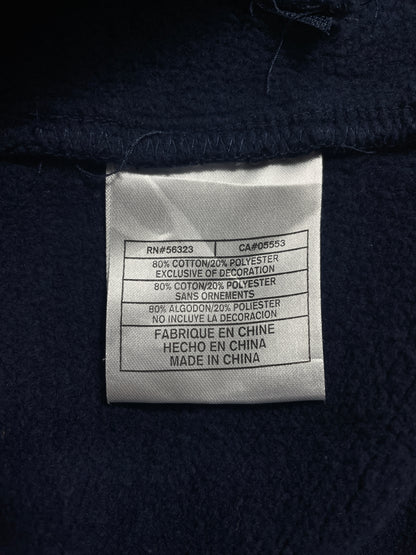 RN#56323 CA#05553
80% COTTON/20% POLYESTER
EXCLUSIVE OF DECORATION
80% COTON/20% POLYESTER
SANS ORNEMENTS
80% ALGODON/20% POLIESTER
NO INCLUYE LA DECORACION
FABRIQUE EN CHINE
HECHO EN CHINA
MADE IN CHINA